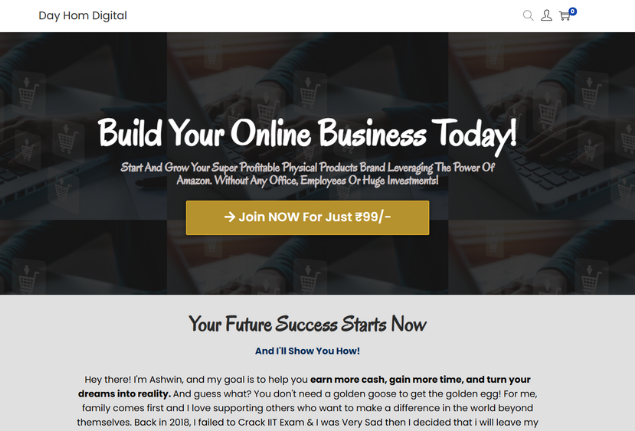 Day Hom Digital
0
Build Your Online Business Today!
Start And Grow Your Super Profitable Physical Products Brand Leveraging The Power Of
Amazon. Without Any Office, Employees Or Huge Investments!
→ Join NOW For Just ₹99/-
Your Future Success Starts Now
And I'll Show You How!
Hey there! I'm Ashwin, and my goal is to help you earn more cash, gain more time, and turn your
dreams into reality. And guess what? You don't need a golden goose to get the golden egg! For me,
family comes first and I love supporting others who want to make a difference in the world beyond
themselves. Back in 2018, I failed to Crack IIT Exam & I was Very Sad then I decided that i will leave my